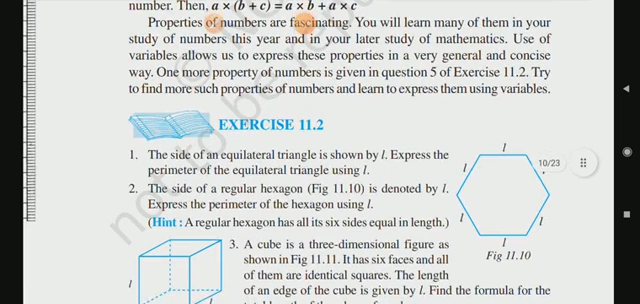 number. Then, a × (b + c) = a × b + a × c
Properties of numbers are fascinating. You will learn many of them in your
study of numbers this year and in your later study of mathematics. Use of
variables allows us to express these properties in a very general and concise
way. One more property of numbers is given in question 5 of Exercise 11.2. Try
to find more such properties of numbers and learn to express them using variables.
EXERCISE 11.2
1. The side of an equilateral triangle is shown by l. Express the
perimeter of the equilateral triangle using l.
2. The side of a regular hexagon (Fig 11.10) is denoted by l.
Express the perimeter of the hexagon using l.
(Hint : A regular hexagon has all its six sides equal in length.)
l
10/23
l
l
l
l
Fig 11.10
3. A cube is a three-dimensional figure as
shown in Fig 11.11. It has six faces and all
of them are identical squares. The length
of an edge of the cube is given by l. Find the formula for the
l
l
not to be